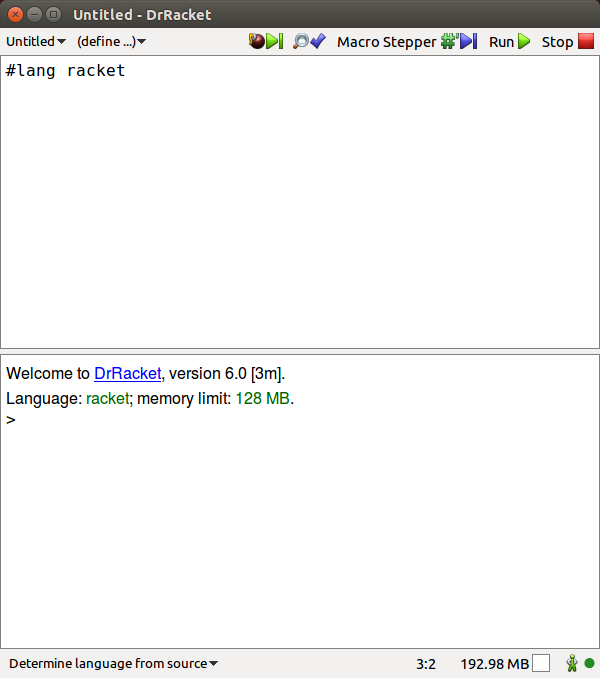 Untitled - DrRacket
Untitled (define ...) Macro Stepper #' Run Stop
#lang racket
Welcome to DrRacket, version 6.0 [3m].
Language: racket; memory limit: 128 MB.
>
Determine language from source 3:2 192.98 MB